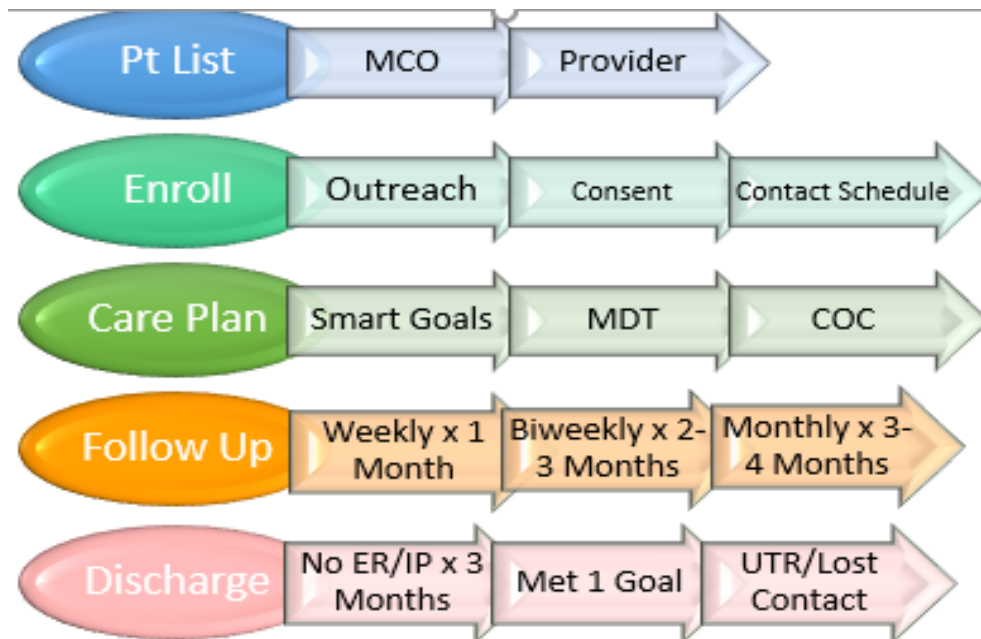 Pt List
MCO
Provider
Enroll
Outreach
Consent
Contact Schedule
Care Plan
Smart Goals
MDT
COC
Follow Up
Weekly x 1
Month
Biweekly x 2-
3 Months
Monthly x 3-
4 Months
Discharge
No ER/IP x 3
Months
Met 1 Goal
UTR/Lost
Contact